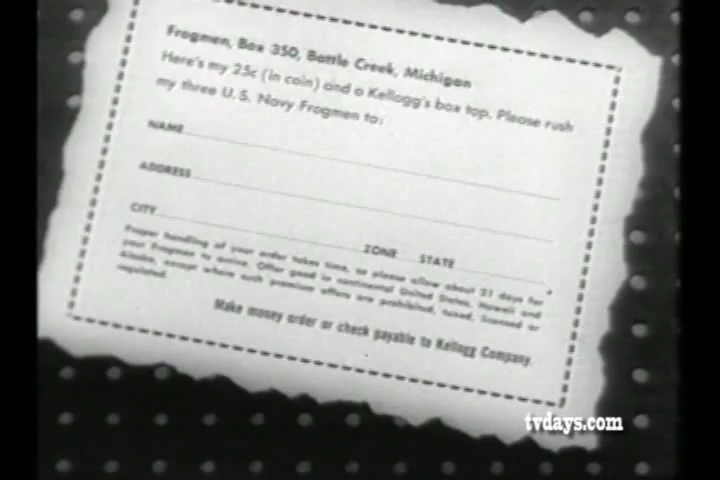 Frogmen, Box 350, Battle Creek, Michigan
Here's my 25c (in coin) and a Kellogg's box top. Please rush
my three U. S. Navy Frogmen to:
NAME
ADDRESS
CITY ZONE STATE
Proper handling of your order takes time, so please allow about 21 days for
your Frogmen to arrive. Offer good in continental United States, Hawaii and
Alaska, except where such premium offers are prohibited, taxed, licensed or
regulated.
Make money order or check payable to Kellogg Company.
tvdays.com